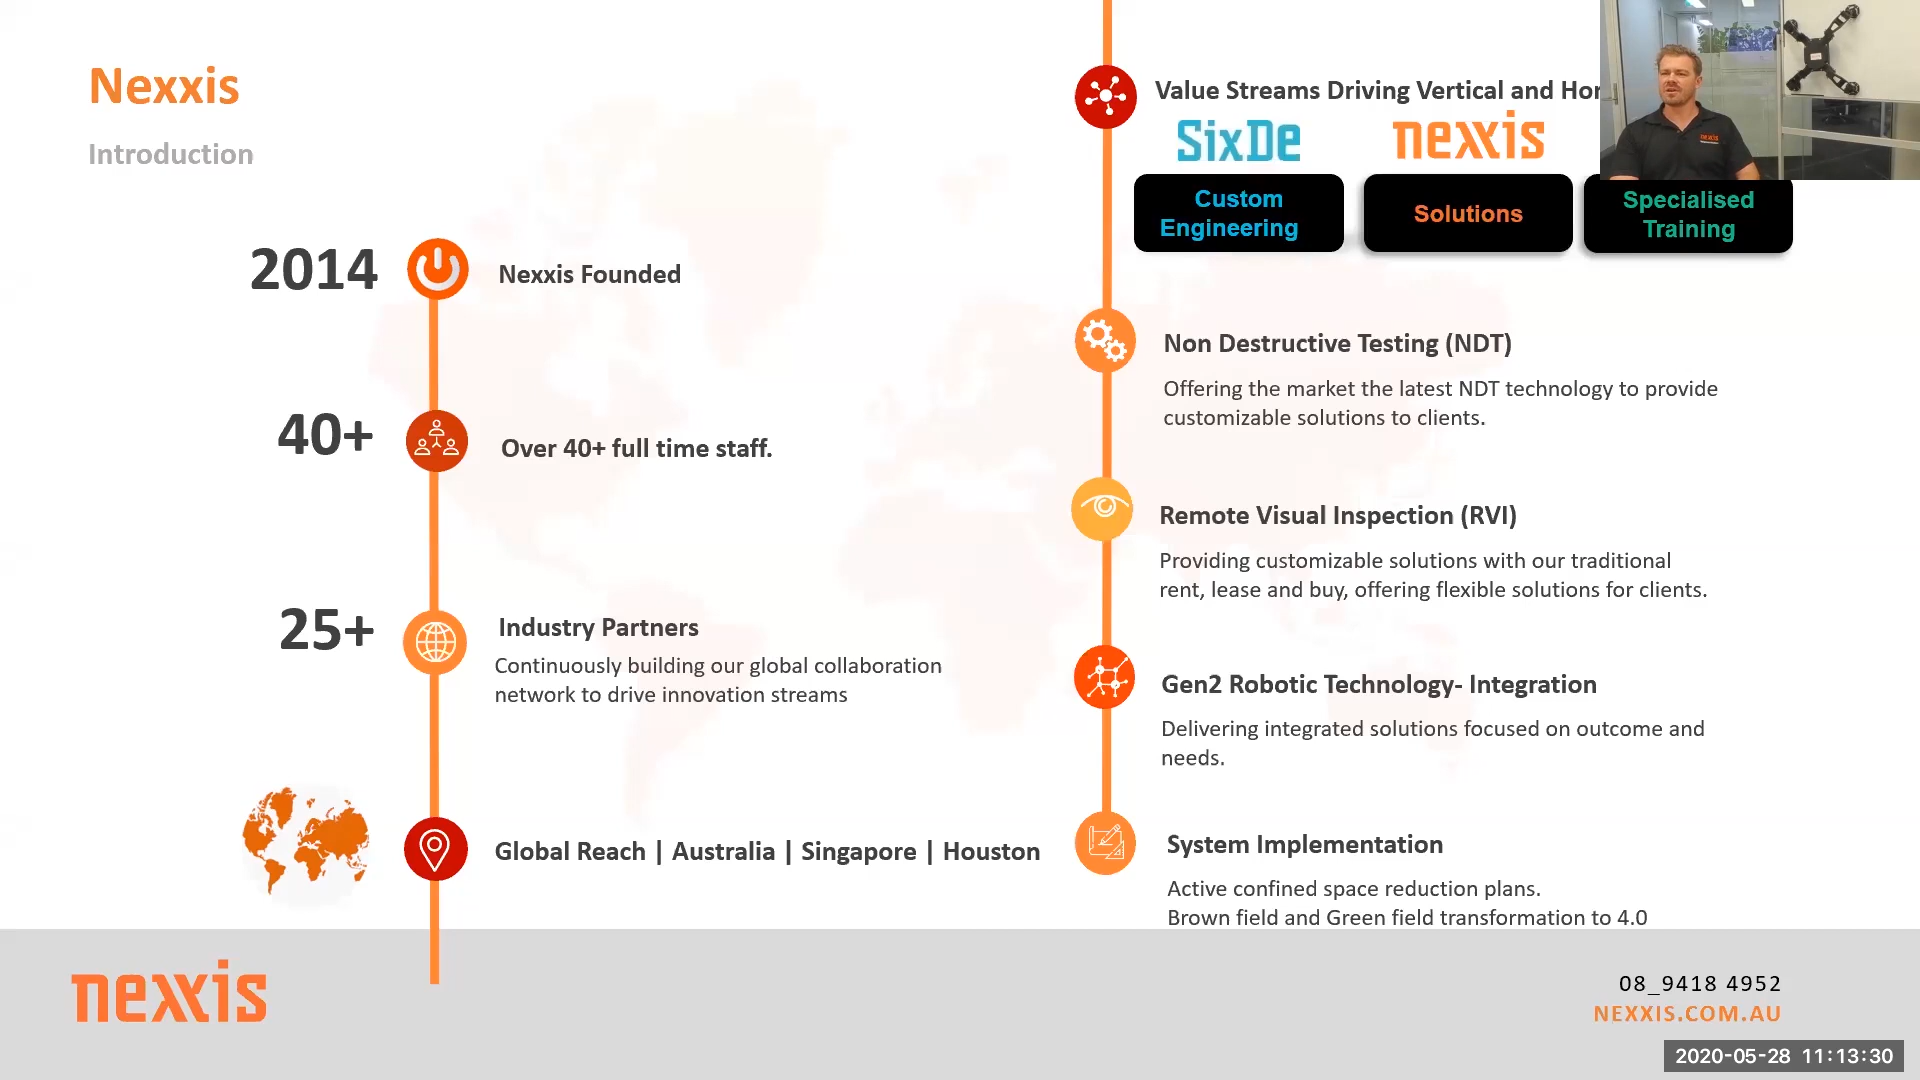 Nexxis
Introduction
2014
Nexxis Founded
40+
Over 40+ full time staff.
25+
Industry Partners
Continuously building our global collaboration
network to drive innovation streams
Global Reach | Australia | Singapore | Houston
Value Streams Driving Vertical and
SixDe
nexxis
Custom
Engineering
Solutions
Specialised
Training
Non Destructive Testing (NDT)
Offering the market the latest NDT technology to provide
customizable solutions to clients.
Remote Visual Inspection (RVI)
Providing customizable solutions with our traditional
rent, lease and buy, offering flexible solutions for clients.
Gen2 Robotic Technology- Integration
Delivering integrated solutions focused on outcome and
needs.
System Implementation
Active confined space reduction plans.
Brown field and Green field transformation to 4.0
nexxis
08_9418 4952
NEXXIS.COM.AU
2020-05-28 11:13:30